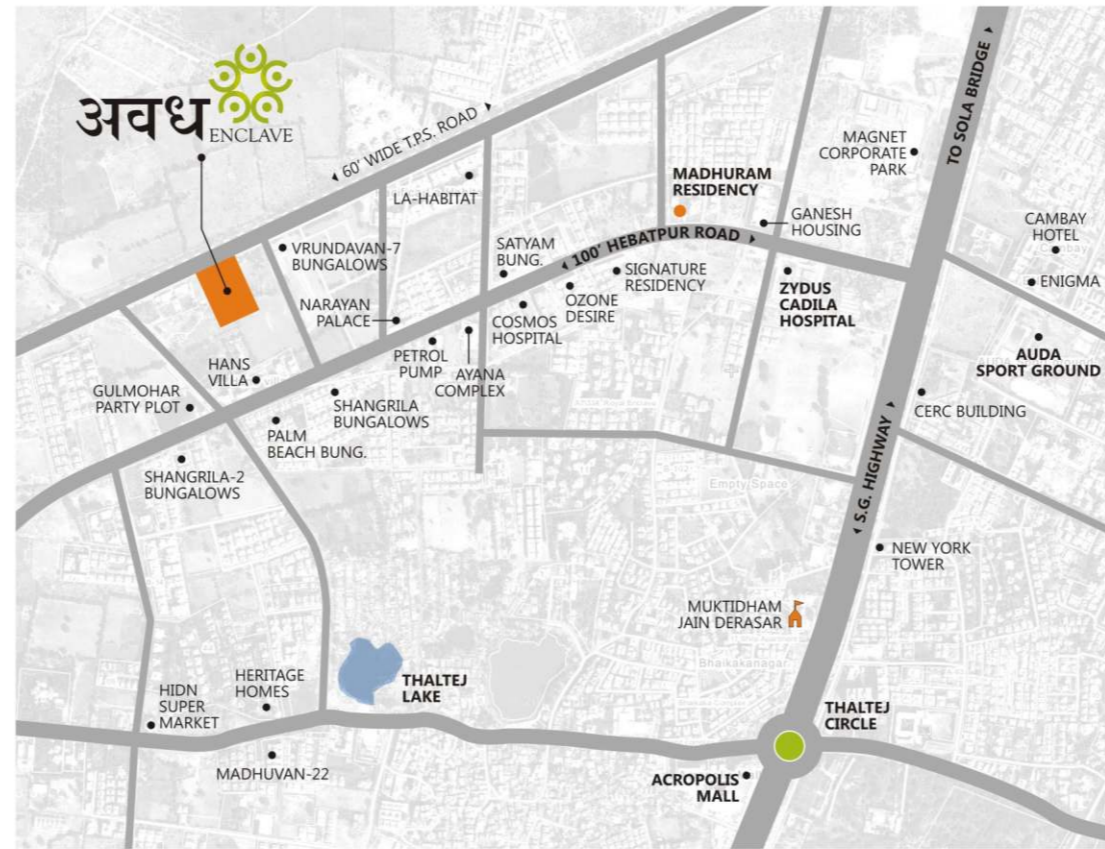 अवध
ENCLAVE
60' WIDE T.P.S. ROAD
LA-HABITAT
VRUNDAVAN-7
BUNGALOWS
NARAYAN
PALACE
SATYAM
BUNG.
100' HEBATPUR ROAD
MADHURAM
RESIDENCY
GANESH
HOUSING
MAGNET
CORPORATE
PARK
TO SOLA BRIDGE
CAMBAY
HOTEL
ENIGMA
SIGNATURE
RESIDENCY
OZONE
DESIRE
COSMOS
HOSPITAL
ZYDUS
CADILA
HOSPITAL
AUDA
SPORT GROUND
CERC BUILDING
PETROL
PUMP
AYANA
COMPLEX
HANS
VILLA
GULMOHAR
PARTY PLOT
SHANGRILA
BUNGALOWS
PALM
BEACH BUNG.
SHANGRILA-2
BUNGALOWS
Empty Space
S.G. HIGHWAY
NEW YORK
TOWER
MUKTIDHAM
JAIN DERASAR
Bhaikakanagar
THALTEJ
LAKE
HERITAGE
HOMES
HIDN
SUPER
MARKET
MADHUVAN-22
THALTEJ
CIRCLE
ACROPOLIS
MALL